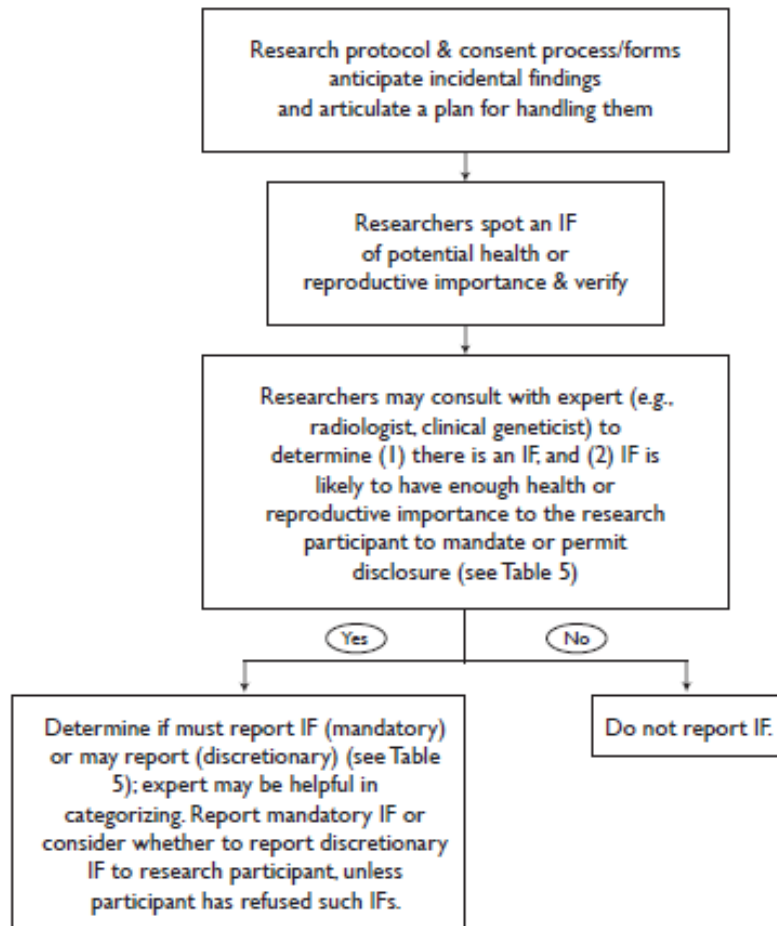 Research protocol & consent process/forms
anticipate incidental findings
and articulate a plan for handling them
Researchers spot an IF
of potential health or
reproductive importance & verify
Researchers may consult with expert (e.g.,
radiologist, clinical geneticist) to
determine (1) there is an IF, and (2) IF is
likely to have enough health or
reproductive importance to the research
participant to mandate or permit
disclosure (see Table 5)
Yes
No
Determine if must report IF (mandatory)
or may report (discretionary) (see Table
5); expert may be helpful in
categorizing. Report mandatory IF or
consider whether to report discretionary
IF to research participant, unless
participant has refused such IFs.
Do not report IF.